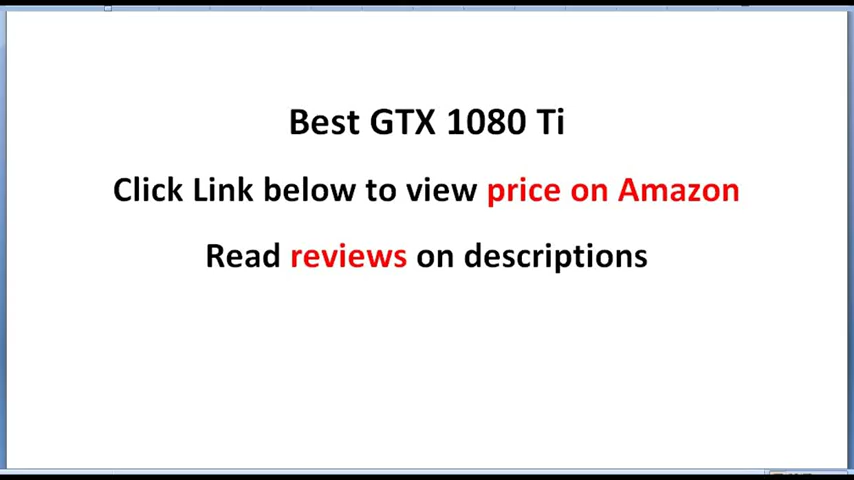 Best GTX 1080 Ti
Click Link below to view price on Amazon
Read reviews on descriptions